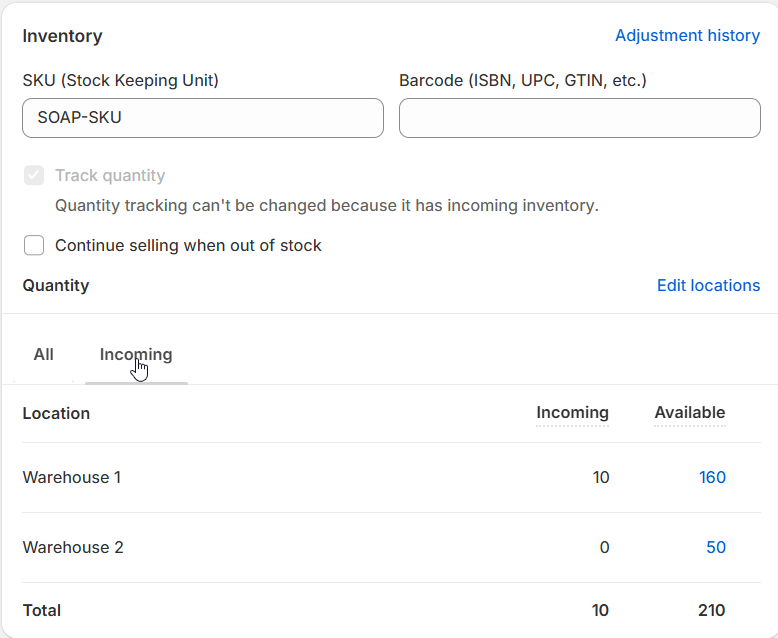 Inventory Adjustment history
SKU (Stock Keeping Unit) Barcode (ISBN, UPC, GTIN, etc.)
SOAP-SKU
Track quantity
Quantity tracking can't be changed because it has incoming inventory.
Continue selling when out of stock
Quantity Edit locations
All Incoming
Location Incoming Available
Warehouse 1 10 160
Warehouse 2 0 50
Total 10 210